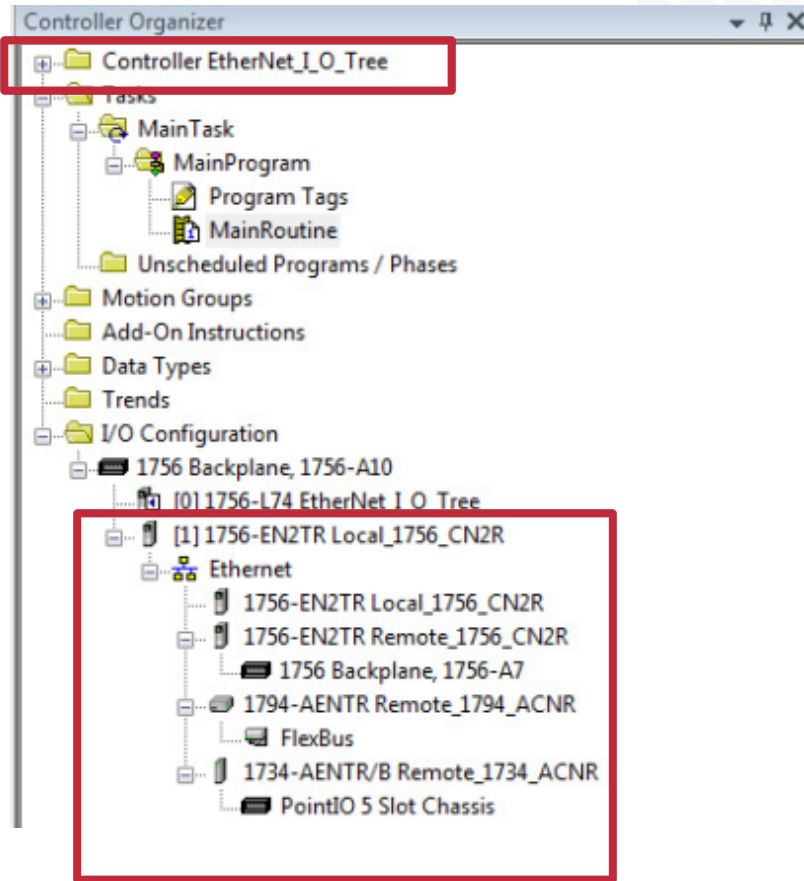 Controller Organizer
Controller EtherNet_I_O_Tree
Tasks
MainTask
MainProgram
Program Tags
MainRoutine
Unscheduled Programs / Phases
Motion Groups
Add-On Instructions
Data Types
Trends
I/O Configuration
1756 Backplane, 1756-A10
[0] 1756-L74 EtherNet_I_O_Tree
[1] 1756-EN2TR Local_1756_CN2R
Ethernet
1756-EN2TR Local_1756_CN2R
1756-EN2TR Remote_1756_CN2R
1756 Backplane, 1756-A7
1794-AENTR Remote_1794_ACNR
FlexBus
1734-AENTR/B Remote_1734_ACNR
PointIO 5 Slot Chassis